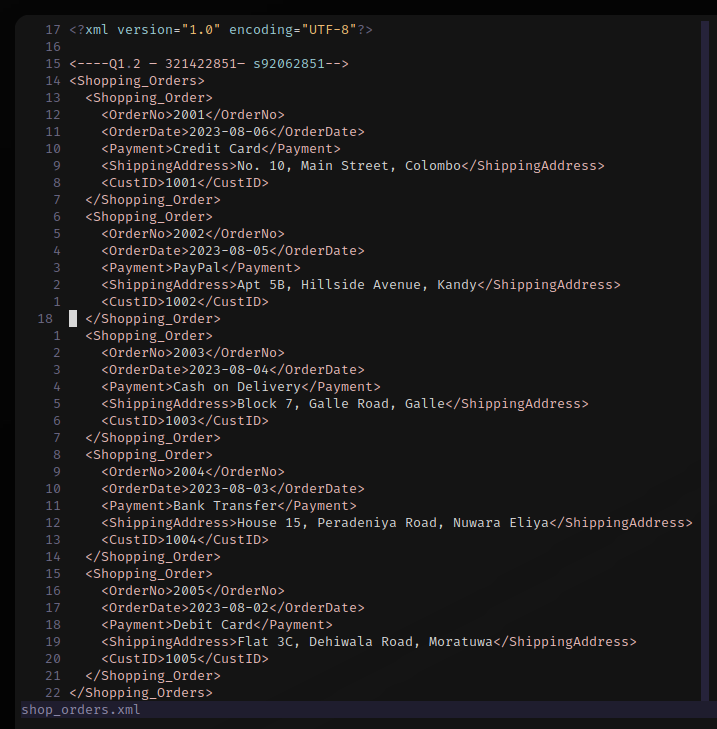 17 <?xml version="1.0" encoding="UTF-8"?>
16
15 <----Q1.2 – 321422851– s92062851-->
14 <Shopping_Orders>
13   <Shopping_Order>
12     <OrderNo>2001</OrderNo>
11     <OrderDate>2023-08-06</OrderDate>
10     <Payment>Credit Card</Payment>
9     <ShippingAddress>No. 10, Main Street, Colombo</ShippingAddress>
8     <CustID>1001</CustID>
7   </Shopping_Order>
6   <Shopping_Order>
5     <OrderNo>2002</OrderNo>
4     <OrderDate>2023-08-05</OrderDate>
3     <Payment>PayPal</Payment>
2     <ShippingAddress>Apt 5B, Hillside Avenue, Kandy</ShippingAddress>
1     <CustID>1002</CustID>
18   </Shopping_Order>
1   <Shopping_Order>
2     <OrderNo>2003</OrderNo>
3     <OrderDate>2023-08-04</OrderDate>
4     <Payment>Cash on Delivery</Payment>
5     <ShippingAddress>Block 7, Galle Road, Galle</ShippingAddress>
6     <CustID>1003</CustID>
7   </Shopping_Order>
8   <Shopping_Order>
9     <OrderNo>2004</OrderNo>
10     <OrderDate>2023-08-03</OrderDate>
11     <Payment>Bank Transfer</Payment>
12     <ShippingAddress>House 15, Peradeniya Road, Nuwara Eliya</ShippingAddress>
13     <CustID>1004</CustID>
14   </Shopping_Order>
15   <Shopping_Order>
16     <OrderNo>2005</OrderNo>
17     <OrderDate>2023-08-02</OrderDate>
18     <Payment>Debit Card</Payment>
19     <ShippingAddress>Flat 3C, Dehiwala Road, Moratuwa</ShippingAddress>
20     <CustID>1005</CustID>
21   </Shopping_Order>
22 </Shopping_Orders>
shop_orders.xml